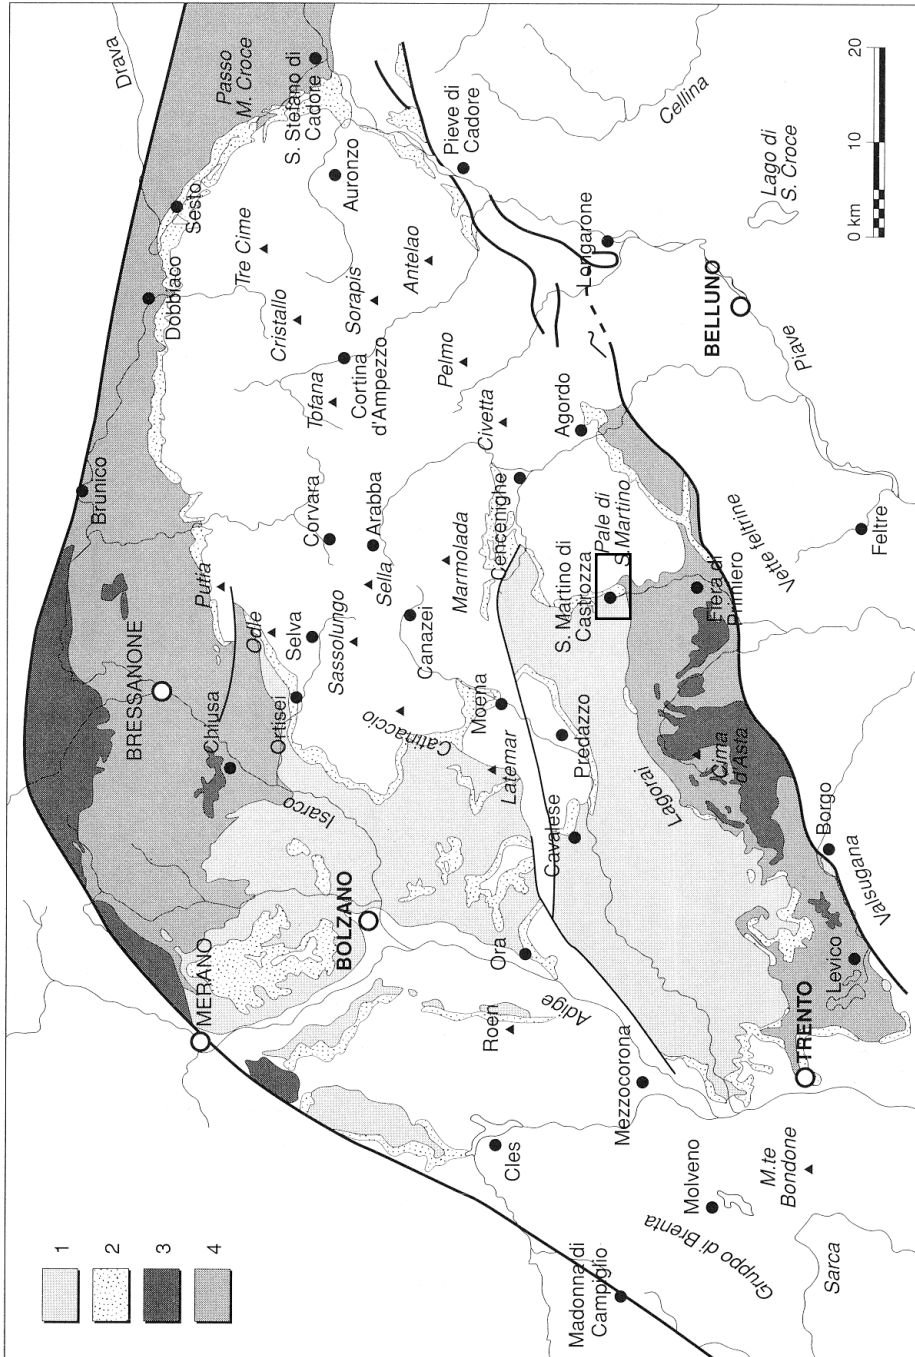 Drava
Passo
M. Croce
S. Stefano di
Cadore
Sesto
Dobbiaco
Tre Cime
Auronzo
Cristallo
Sorapis
Antelao
Pieve di
Cadore
Cellina
Lago di
S. Croce
0 km
10
20
Longarone
BELLUNO
Piave
Tofana
Cortina
d'Ampezzo
Pelmo
Civetta
Agordo
Brunico
Corvara
Arabba
Cencenighe
Pale di
S. Martino
Vette feltrine
Feltre
Putia
Odle
Selva
Sassolungo
Sella
Marmolada
Canazei
S. Martino di
Castrozza
Fiera di
Primiero
BRESSANONE
Chiusa
Ortisei
Catinaccio
Moena
Predazzo
Latemar
Isarco
Cavalese
Lagorai
Cima
d'Asta
Borgo
Valsugana
MERANO
BOLZANO
Ora
Adige
Roen
Levico
TRENTO
Mezzocorona
Cles
Molveno
M.te
Bondone
Gruppo di Brenta
Madonna di
Campiglio
Sarca
1
2
3
4